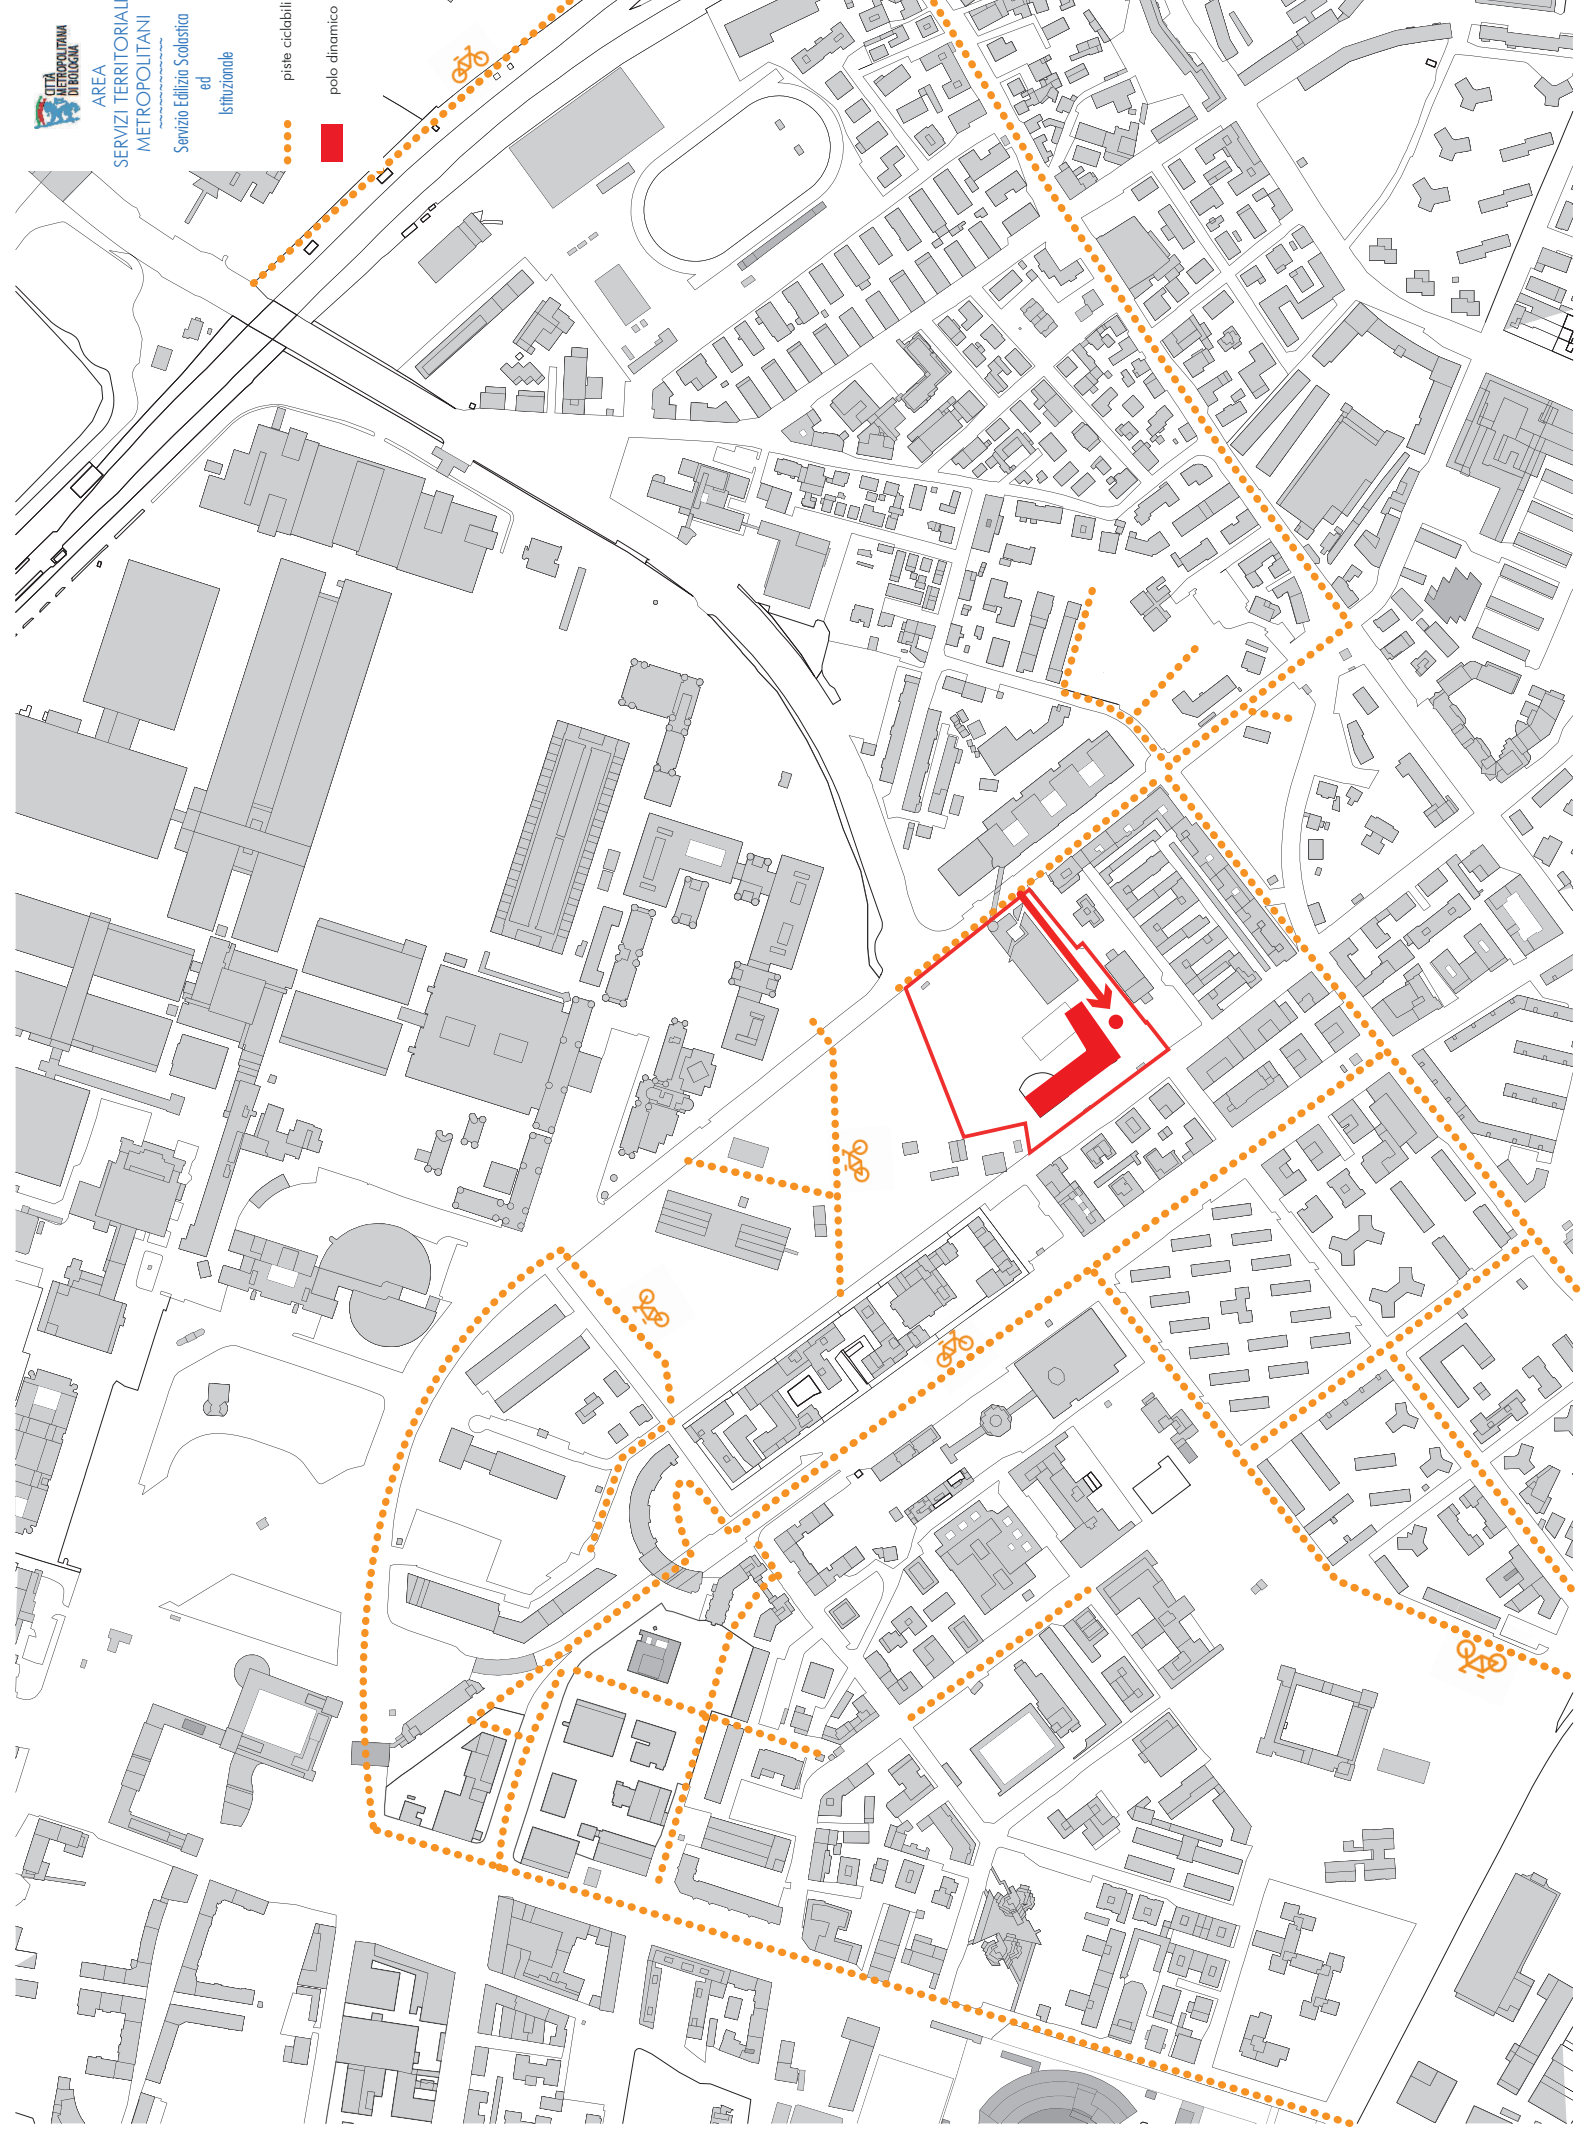 CITTÀ
METROPOLITANA
DI BOLOGNA
AREA
SERVIZI TERRITORIALI
METROPOLITANI
Servizio Edilizia Scolastica
ed
Istituzionale
piste ciclabili
polo dinamico